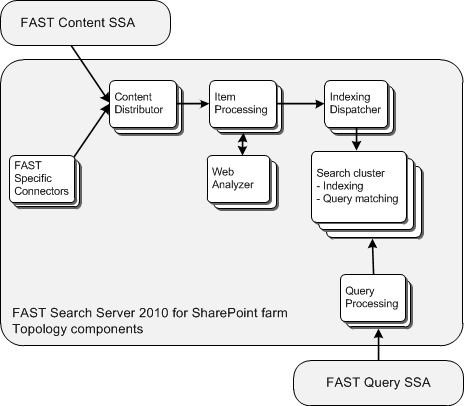 FAST Content SSA
Content
Distributor
Item
Processing
Indexing
Dispatcher
FAST
Specific
Connectors
Web
Analyzer
Search cluster
- Indexing
- Query matching
Query
Processing
FAST Search Server 2010 for SharePoint farm
Topology components
FAST Query SSA